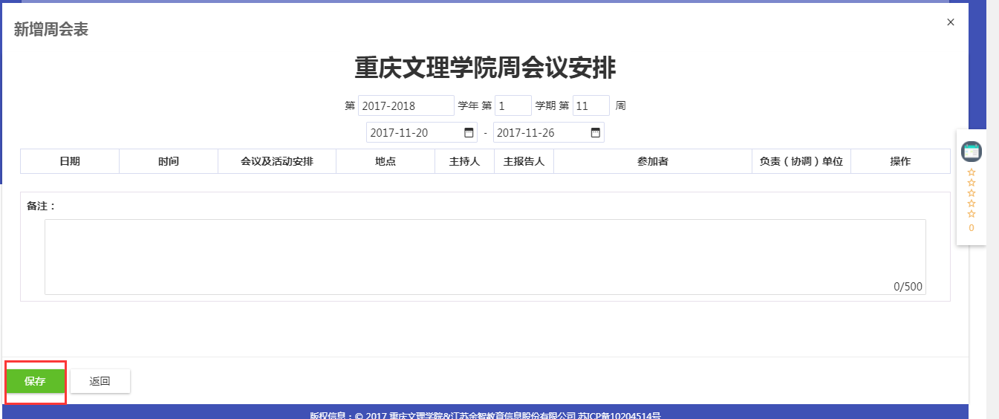 新增周会表
×
重庆文理学院周会议安排
第 2017-2018 学年 第 1 学期 第 11 周
2017-11-20 - 2017-11-26
日期 时间 会议及活动安排 地点 主持人 主报告人 参加者 负责（协调）单位 操作
0
备注：
0/500
保存 返回
版权信息：© 2017 重庆文理学院&江苏金智教育信息股份有限公司 苏ICP备10204514号